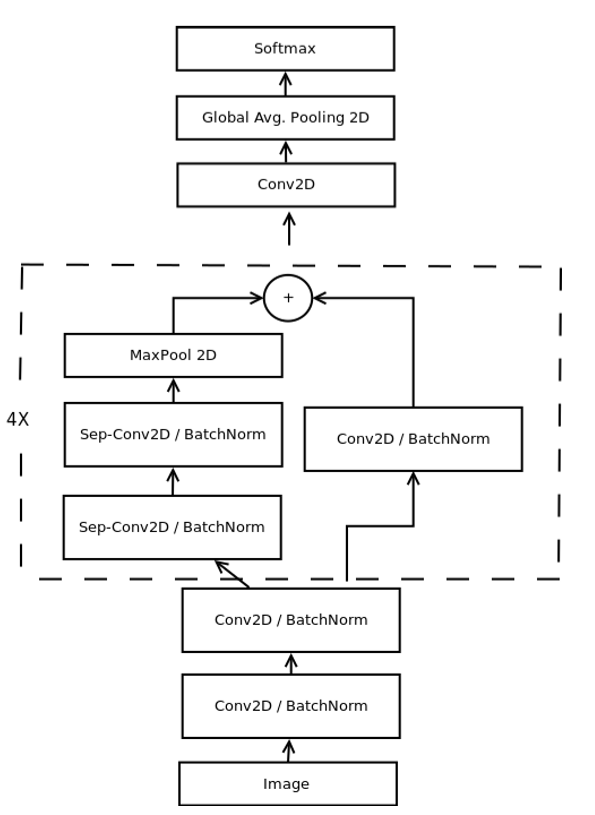 Softmax
Global Avg. Pooling 2D
Conv2D
+
MaxPool 2D
4X
Sep-Conv2D / BatchNorm
Conv2D / BatchNorm
Sep-Conv2D / BatchNorm
Conv2D / BatchNorm
Conv2D / BatchNorm
Image